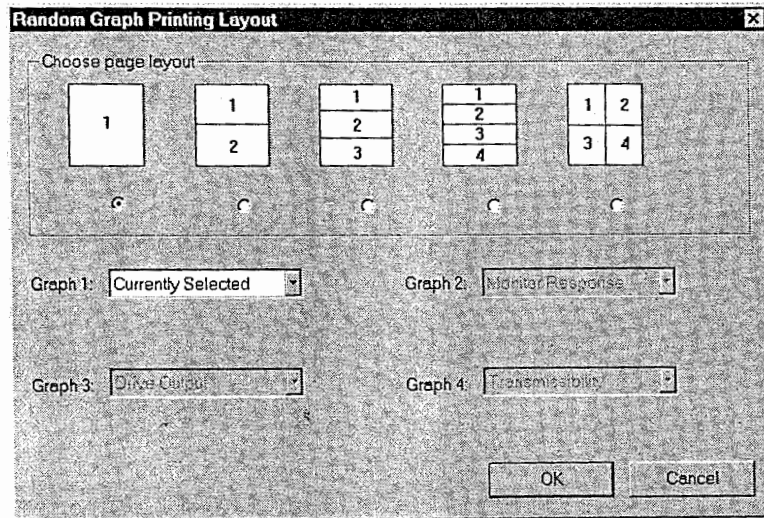 Random Graph Printing Layout
Choose page layout
1
1
2
1
2
3
1
2
3
4
1 2
3 4
Graph 1: Currently Selected
Graph 2: Monitor Response
Graph 3: Drive Output
Graph 4: Transmissibility
OK Cancel